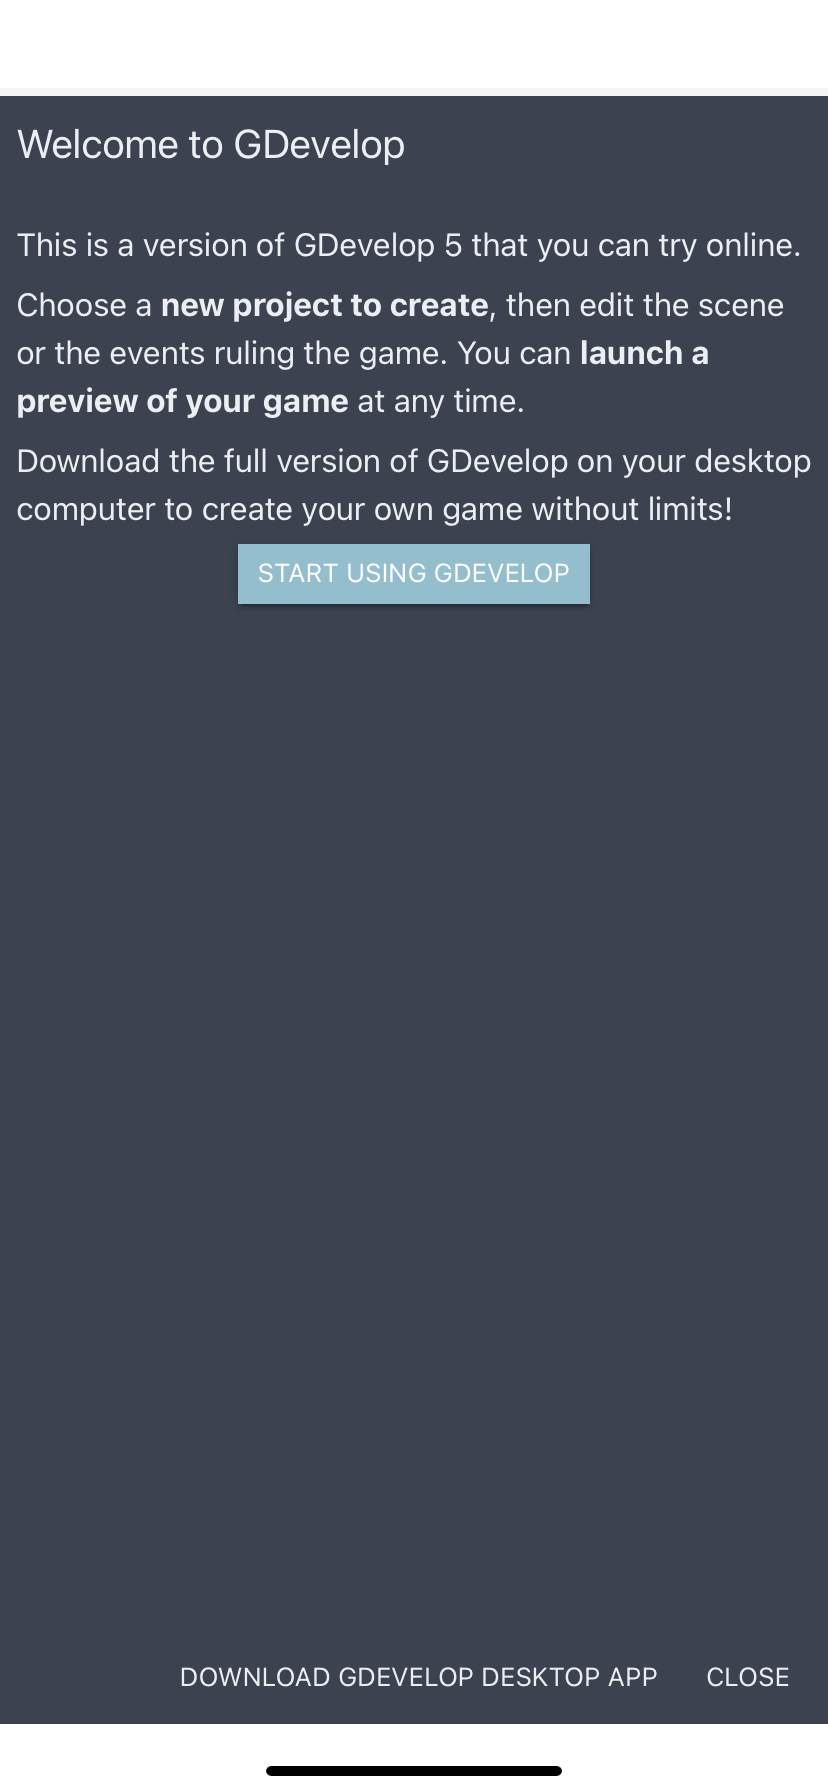 Welcome to GDevelop
This is a version of GDevelop 5 that you can try online.
Choose a new project to create, then edit the scene
or the events ruling the game. You can launch a
preview of your game at any time.
Download the full version of GDevelop on your desktop
computer to create your own game without limits!
START USING GDEVELOP
DOWNLOAD GDEVELOP DESKTOP APP CLOSE